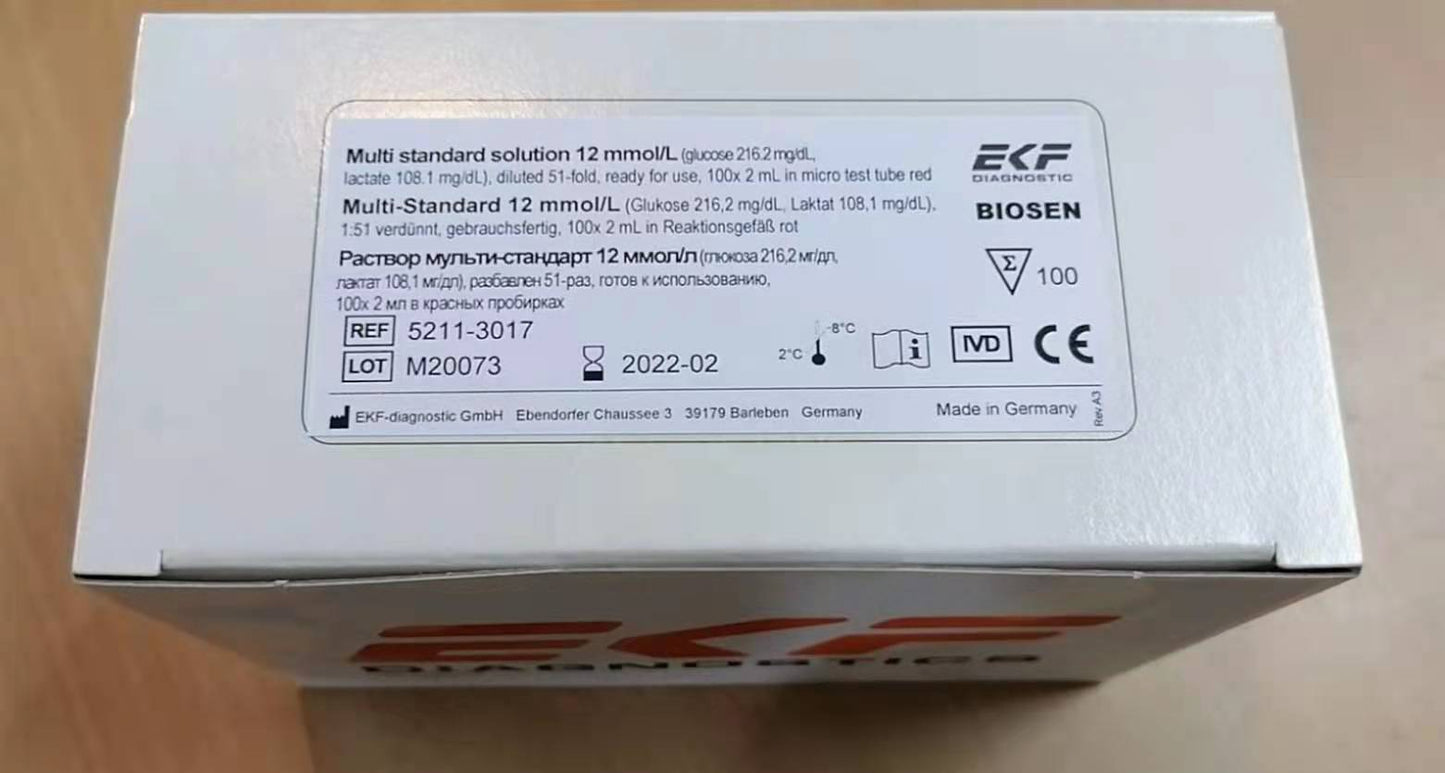 Multi standard solution 12 mmol/L (glucose 216.2 mg/dL,
lactate 108.1 mg/dL), diluted 51-fold, ready for use, 100x 2 mL in micro test tube red
Multi-Standard 12 mmol/L (Glukose 216,2 mg/dL, Laktat 108,1 mg/dL),
1:51 verdünnt, gebrauchsfertig, 100x 2 mL in Reaktionsgefäß rot
Раствор мульти-стандарт 12 ммол/л (глюкоза 216,2 мг/дл,
лактат 108,1 мг/дл), разбавлен 51-раз, готов к использованию,
100x 2 мл в красных пробирках
EKF
DIAGNOSTIC
BIOSEN
Σ 100
REF 5211-3017
LOT M20073
2022-02
2°C
-8°C
i
IVD
CE
EKF-diagnostic GmbH Ebendorfer Chaussee 3 39179 Barleben Germany
Made in Germany
Rev A3
EKF
DIAGNOSTICS